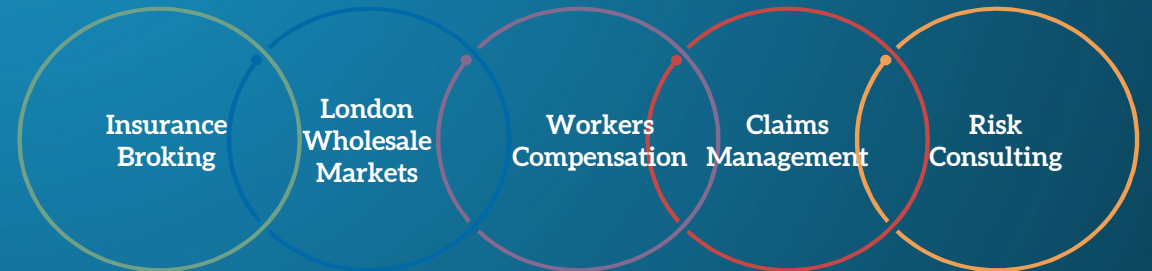 Insurance
Broking
London
Wholesale
Markets
Workers
Compensation
Claims
Management
Risk
Consulting